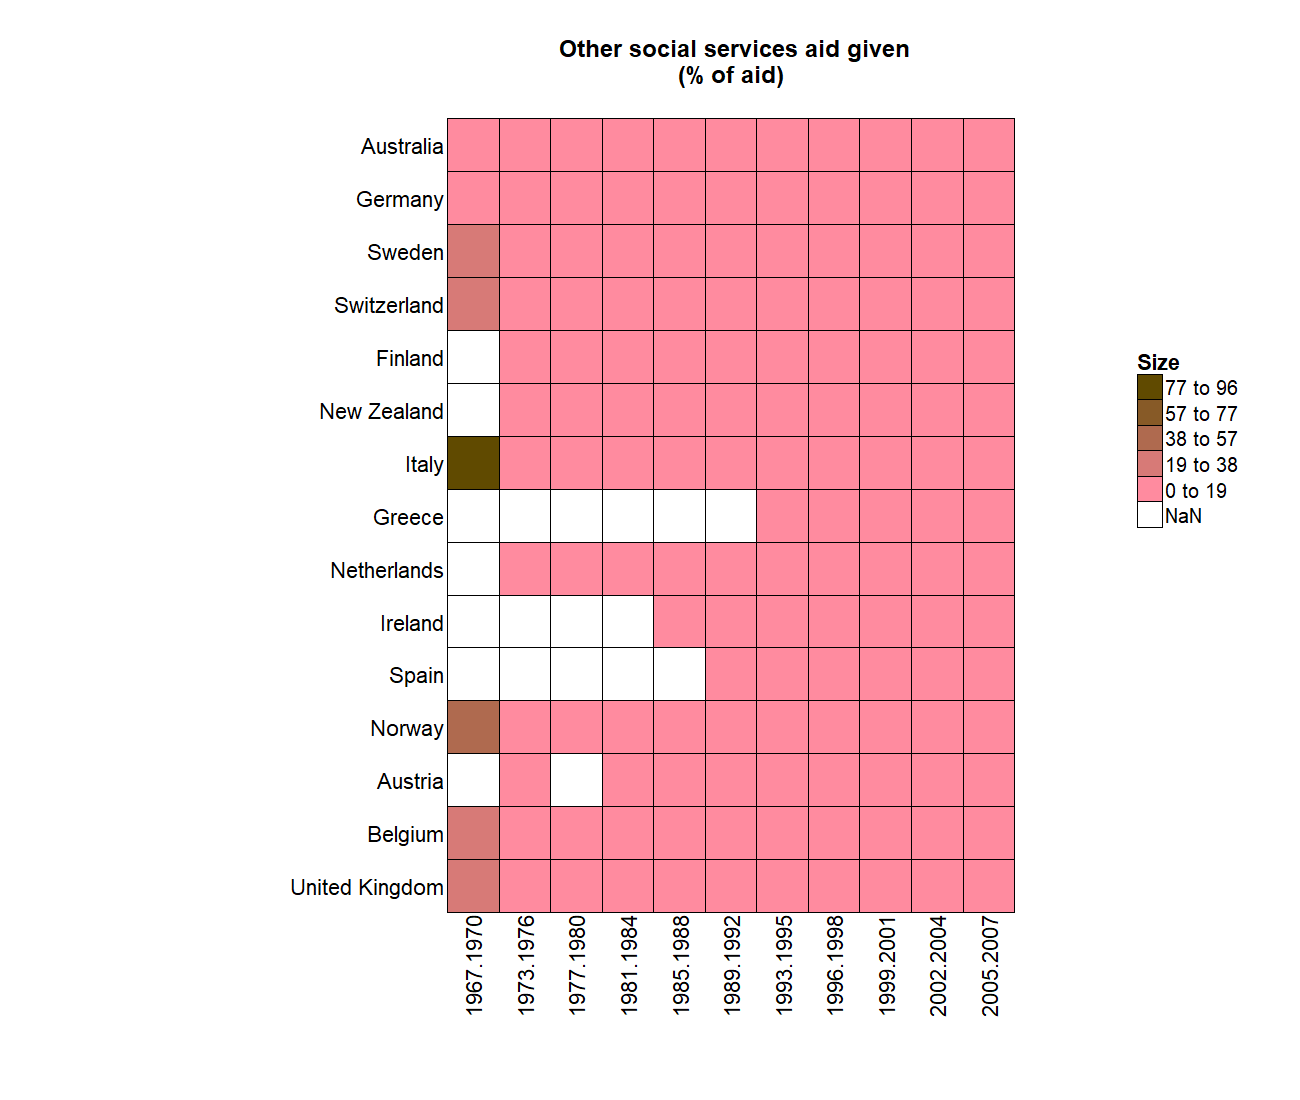 Other social services aid given
(% of aid)
Australia
Germany
Sweden
Switzerland
Finland
New Zealand
Italy
Greece
Netherlands
Ireland
Spain
Norway
Austria
Belgium
United Kingdom
1967.1970
1973.1976
1977.1980
1981.1984
1985.1988
1989.1992
1993.1995
1996.1998
1999.2001
2002.2004
2005.2007
Size
77 to 96
57 to 77
38 to 57
19 to 38
0 to 19
NaN